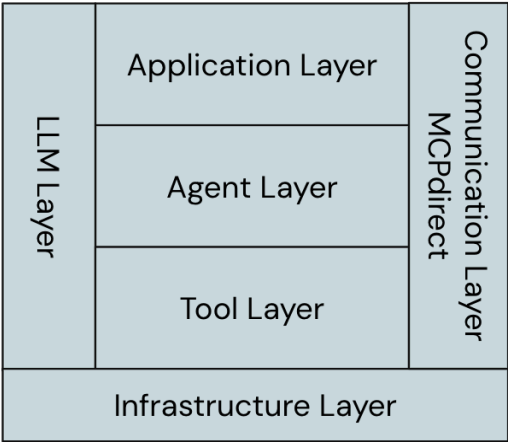 LLM Layer
Application Layer
Agent Layer
Tool Layer
Communication Layer
MCPdirect
Infrastructure Layer